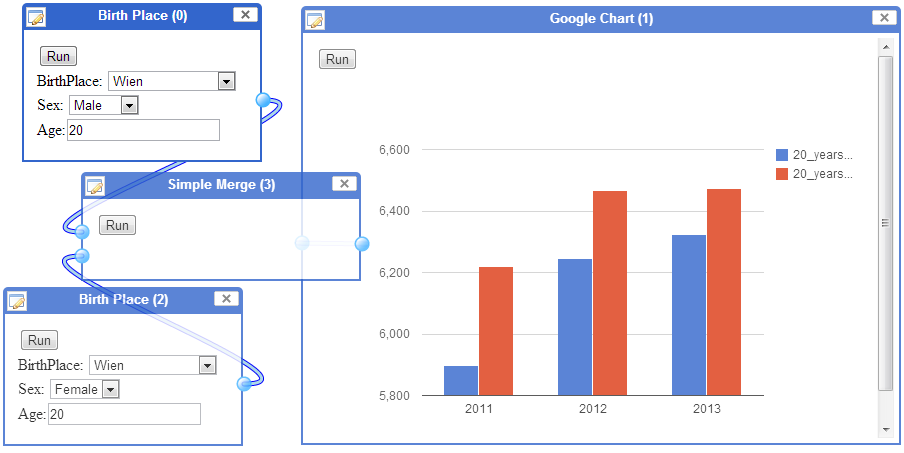 Birth Place (0)
Run
BirthPlace: Wien
Sex: Male
Age: 20
Simple Merge (3)
Run
Birth Place (2)
Run
BirthPlace: Wien
Sex: Female
Age: 20
Google Chart (1)
Run
6,600
6,400
6,200
6,000
5,800
2011 2012 2013
20_years...
20_years...